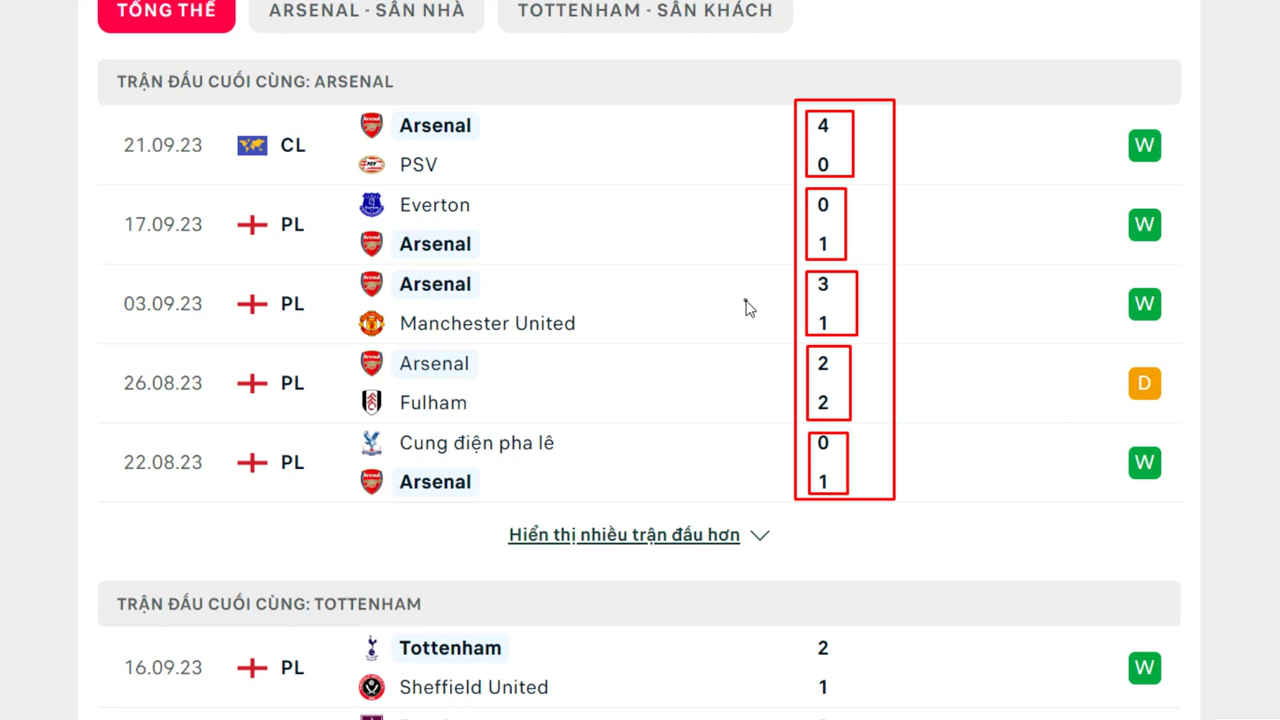 TỔNG THỂ
ARSENAL - SÂN NHÀ
TOTTENHAM - SÂN KHÁCH
TRẬN ĐẤU CUỐI CÙNG: ARSENAL
21.09.23 CL Arsenal 4 W
PSV 0
17.09.23 PL Everton 0 W
Arsenal 1
03.09.23 PL Arsenal 3 W
Manchester United 1
26.08.23 PL Arsenal 2 D
Fulham 2
22.08.23 PL Cung điện pha lê 0 W
Arsenal 1
Hiển thị nhiều trận đấu hơn
TRẬN ĐẤU CUỐI CÙNG: TOTTENHAM
16.09.23 PL Tottenham 2 W
Sheffield United 1